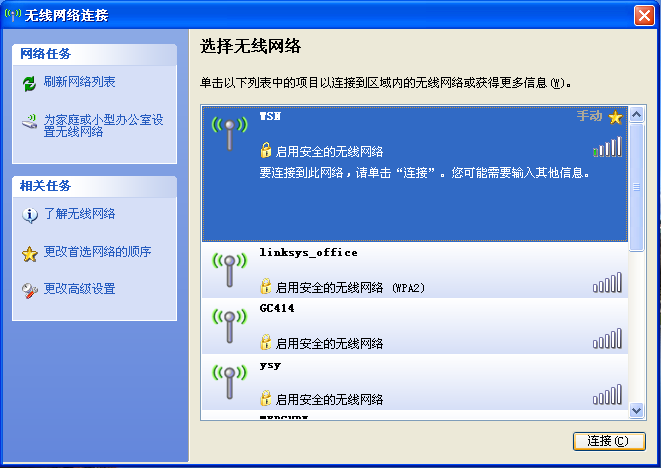 无线网络连接
网络任务
刷新网络列表
为家庭或小型办公室设
置无线网络
相关任务
了解无线网络
更改首选网络的顺序
更改高级设置
选择无线网络
单击以下列表中的项目以连接到区域内的无线网络或获得更多信息(W)。
WSN
手动
启用安全的无线网络
要连接到此网络，请单击“连接”。您可能需要输入其他信息。
linksys_office
启用安全的无线网络 (WPA2)
GC414
启用安全的无线网络
ysy
启用安全的无线网络
连接(C)